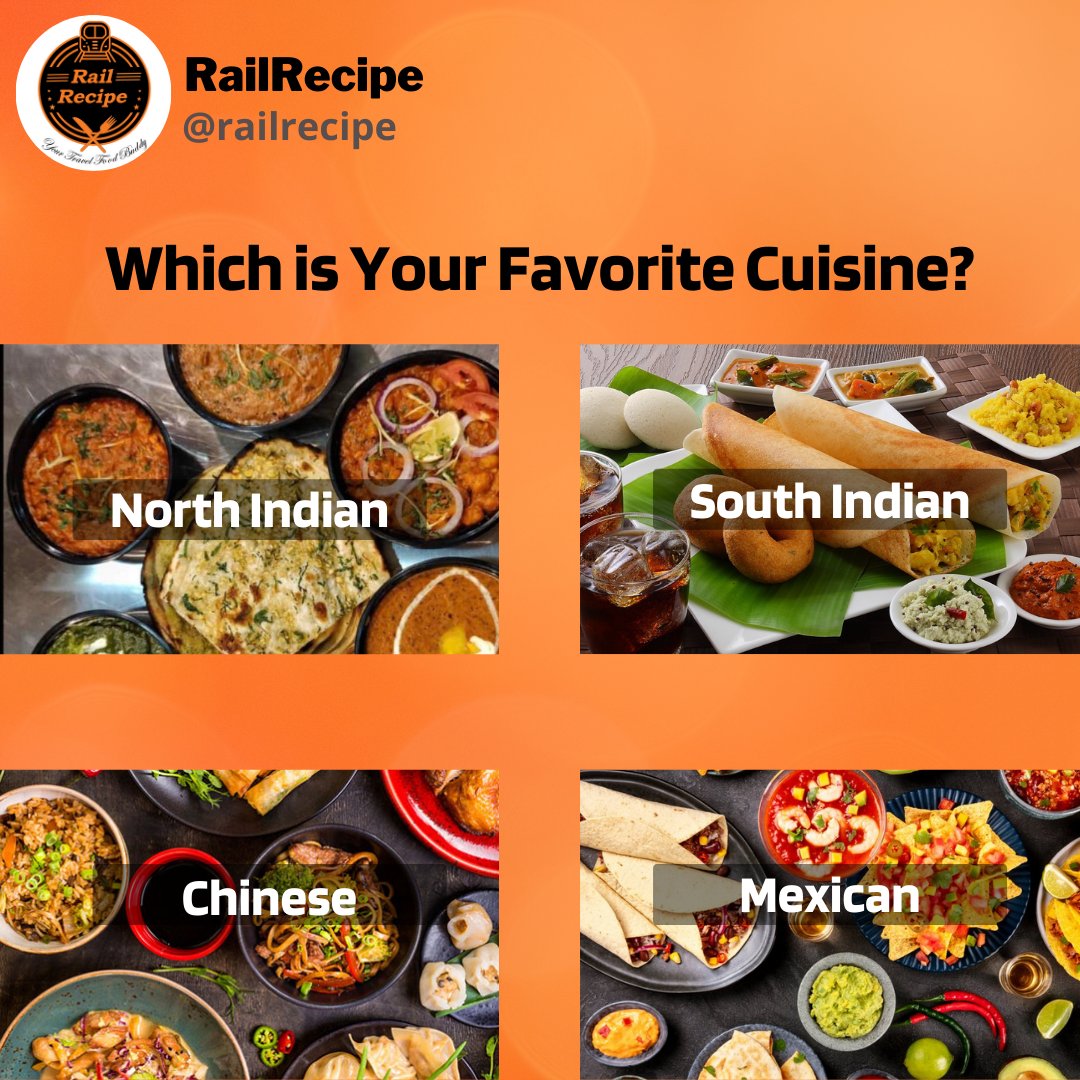 Rail
Recipe
Your Travel Food Buddy
RailRecipe
@railrecipe
Which is Your Favorite Cuisine?
North Indian
South Indian
Chinese
Mexican